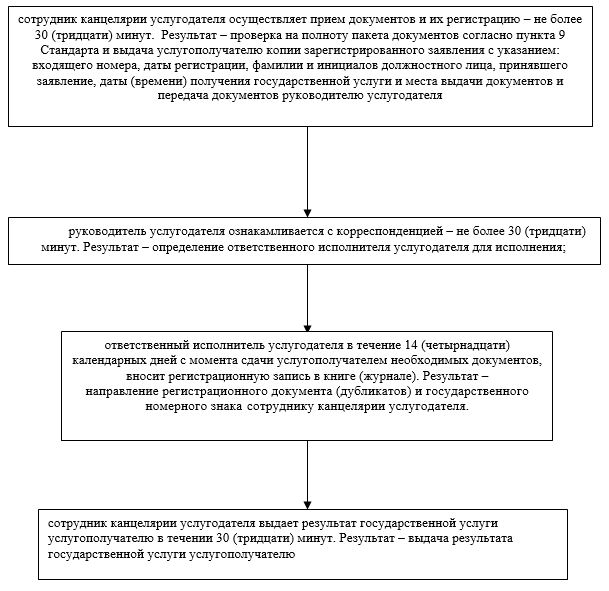 сотрудник канцелярии услугодателя осуществляет прием документов и их регистрацию – не более
30 (тридцати) минут. Результат – проверка на полноту пакета документов согласно пункта 9
Стандарта и выдача услугополучателю копии зарегистрированного заявления с указанием:
входящего номера, даты регистрации, фамилии и инициалов должностного лица, принявшего
заявление, даты (времени) получения государственной услуги и места выдачи документов и
передача документов руководителю услугодателя
руководитель услугодателя ознакамливается с корреспонденцией – не более 30 (тридцати)
минут. Результат – определение ответственного исполнителя услугодателя для исполнения;
ответственный исполнитель услугодателя в течение 14 (четырнадцати)
календарных дней с момента сдачи услугополучателем необходимых документов,
вносит регистрационную запись в книге (журнале). Результат –
направление регистрационного документа (дубликатов) и государственного
номерного знака сотруднику канцелярии услугодателя.
сотрудник канцелярии услугодателя выдает результат государственной услуги
услугополучателю в течении 30 (тридцати) минут. Результат – выдача результата
государственной услуги услугополучателю